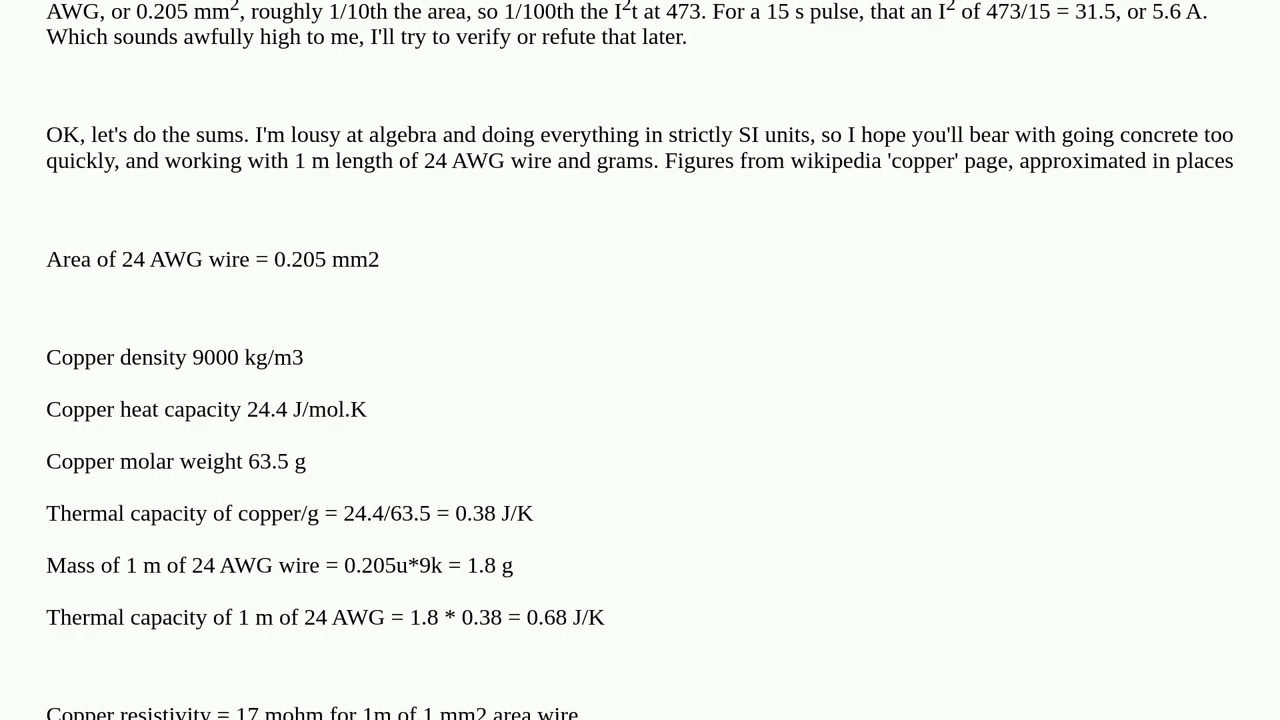 AWG, or 0.205 mm², roughly 1/10th the area, so 1/100th the I²t at 473. For a 15 s pulse, that an I² of 473/15 = 31.5, or 5.6 A.
Which sounds awfully high to me, I'll try to verify or refute that later.
OK, let's do the sums. I'm lousy at algebra and doing everything in strictly SI units, so I hope you'll bear with going concrete too
quickly, and working with 1 m length of 24 AWG wire and grams. Figures from wikipedia 'copper' page, approximated in places
Area of 24 AWG wire = 0.205 mm2
Copper density 9000 kg/m3
Copper heat capacity 24.4 J/mol.K
Copper molar weight 63.5 g
Thermal capacity of copper/g = 24.4/63.5 = 0.38 J/K
Mass of 1 m of 24 AWG wire = 0.205u*9k = 1.8 g
Thermal capacity of 1 m of 24 AWG = 1.8 * 0.38 = 0.68 J/K
Copper resistivity = 17 mohm for 1m of 1 mm2 area wire